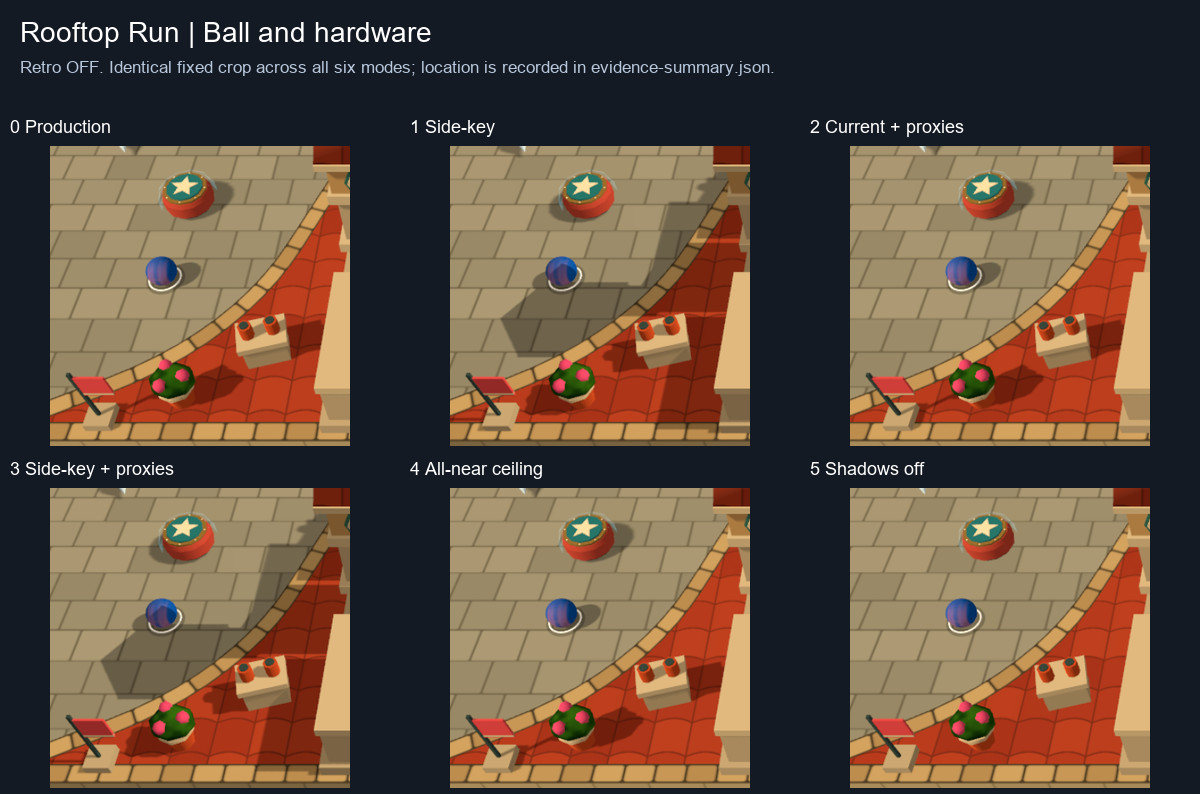 Rooftop Run | Ball and hardware
Retro OFF. Identical fixed crop across all six modes; location is recorded in evidence-summary.json.
0 Production
1 Side-key
2 Current + proxies
3 Side-key + proxies
4 All-near ceiling
5 Shadows off